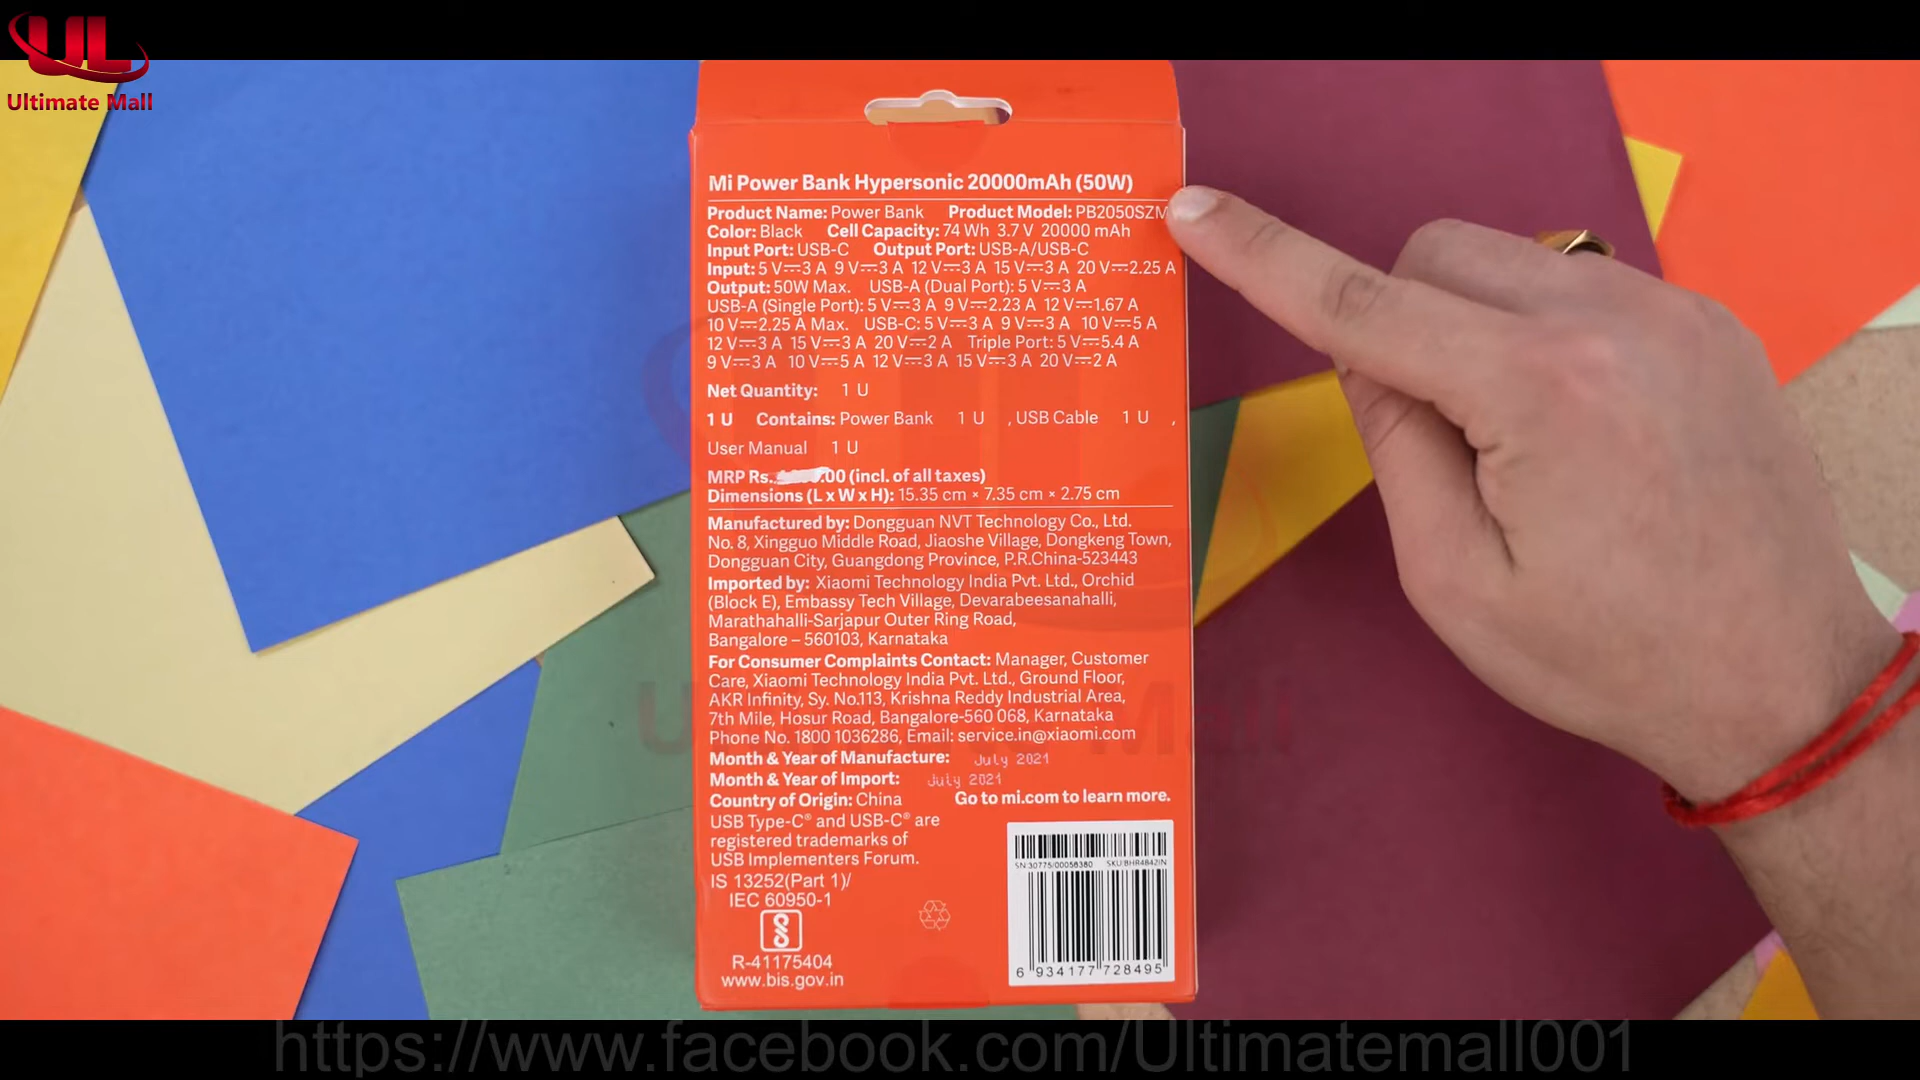 UL
Ultimate Mall
Mi Power Bank Hypersonic 20000mAh (50W)
Product Name: Power Bank Product Model: PB2050SZM
Color: Black Cell Capacity: 74 Wh 3.7 V 20000 mAh
Input Port: USB-C Output Port: USB-A/USB-C
Input: 5 V⎓3 A 9 V⎓3 A 12 V⎓3 A 15 V⎓3 A 20 V⎓2.25 A
Output: 50W Max. USB-A (Dual Port): 5 V⎓3 A
USB-A (Single Port): 5 V⎓3 A 9 V⎓2.23 A 12 V⎓1.67 A
10 V⎓2.25 A Max. USB-C: 5 V⎓3 A 9 V⎓3 A 10 V⎓5 A
12 V⎓3 A 15 V⎓3 A 20 V⎓2 A Triple Port: 5 V⎓5.4 A
9 V⎓3 A 10 V⎓5 A 12 V⎓3 A 15 V⎓3 A 20 V⎓2 A
Net Quantity: 1 U
1 U Contains: Power Bank 1 U , USB Cable 1 U ,
User Manual 1 U
MRP Rs. .00 (incl. of all taxes)
Dimensions (L x W x H): 15.35 cm × 7.35 cm × 2.75 cm
Manufactured by: Dongguan NVT Technology Co., Ltd.
No. 8, Xingguo Middle Road, Jiaoshe Village, Dongkeng Town,
Dongguan City, Guangdong Province, P.R.China-523443
Imported by: Xiaomi Technology India Pvt. Ltd., Orchid
(Block E), Embassy Tech Village, Devarabeesanahalli,
Marathahalli-Sarjapur Outer Ring Road,
Bangalore – 560103, Karnataka
For Consumer Complaints Contact: Manager, Customer
Care, Xiaomi Technology India Pvt. Ltd., Ground Floor,
AKR Infinity, Sy. No.113, Krishna Reddy Industrial Area,
7th Mile, Hosur Road, Bangalore-560 068, Karnataka
Phone No. 1800 1036286, Email: service.in@xiaomi.com
Month & Year of Manufacture: July 2021
Month & Year of Import: July 2021
Country of Origin: China Go to mi.com to learn more.
USB Type-C® and USB-C® are
registered trademarks of
USB Implementers Forum.
IS 13252(Part 1)/
IEC 60950-1
R-41175404
www.bis.gov.in
SN:30775/00056380 SKU:BHR4842IN
6 934177 728495
https://www.facebook.com/Ultimatemall001